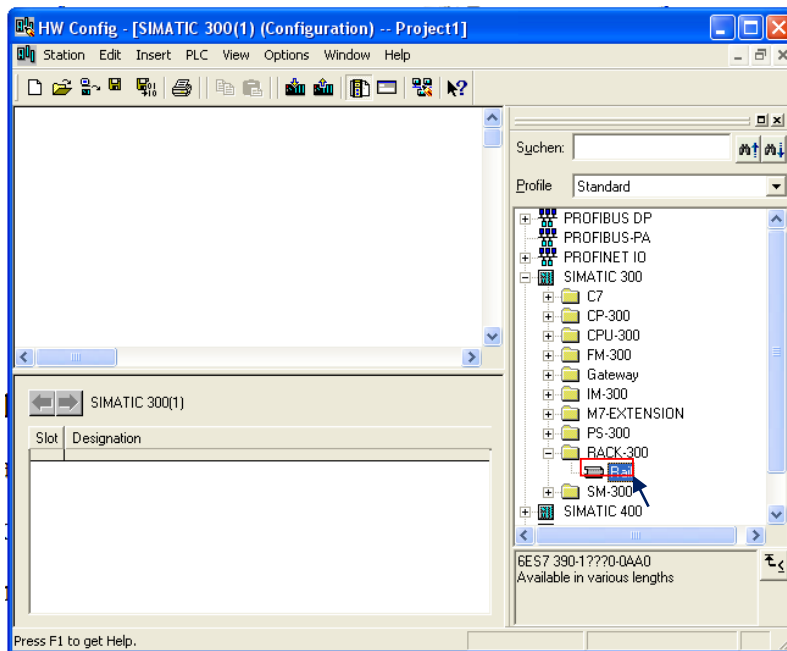 HW Config - [SIMATIC 300(1) (Configuration) -- Project1]
Station Edit Insert PLC View Options Window Help
Suchen:
Profile Standard
PROFIBUS DP
PROFIBUS-PA
PROFINET IO
SIMATIC 300
C7
CP-300
CPU-300
FM-300
Gateway
IM-300
M7-EXTENSION
PS-300
RACK-300
Rail
SM-300
SIMATIC 400
SIMATIC 300(1)
Slot Designation
6ES7 390-1???0-0AA0
Available in various lengths
Press F1 to get Help.